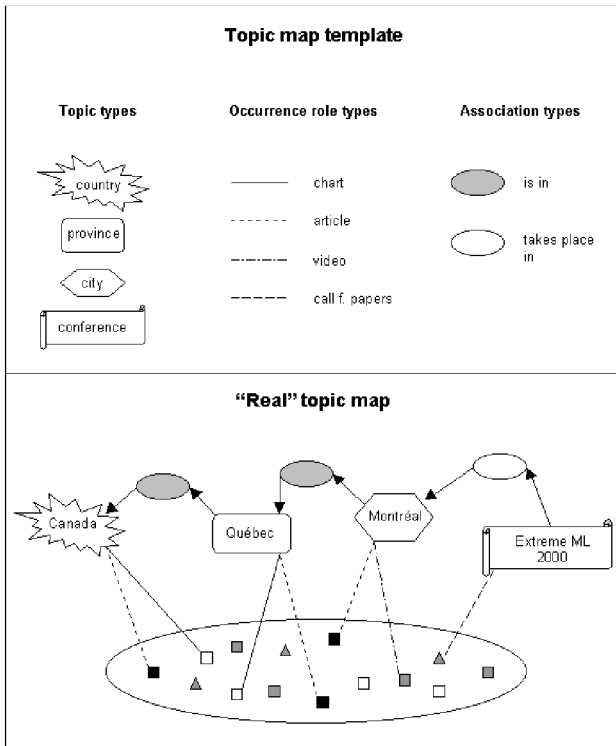 Topic map template
Topic types
Occurrence role types
Association types
country
province
city
conference
chart
article
video
call f. papers
is in
takes place
in
“Real” topic map
Canada
Québec
Montréal
Extreme ML
2000